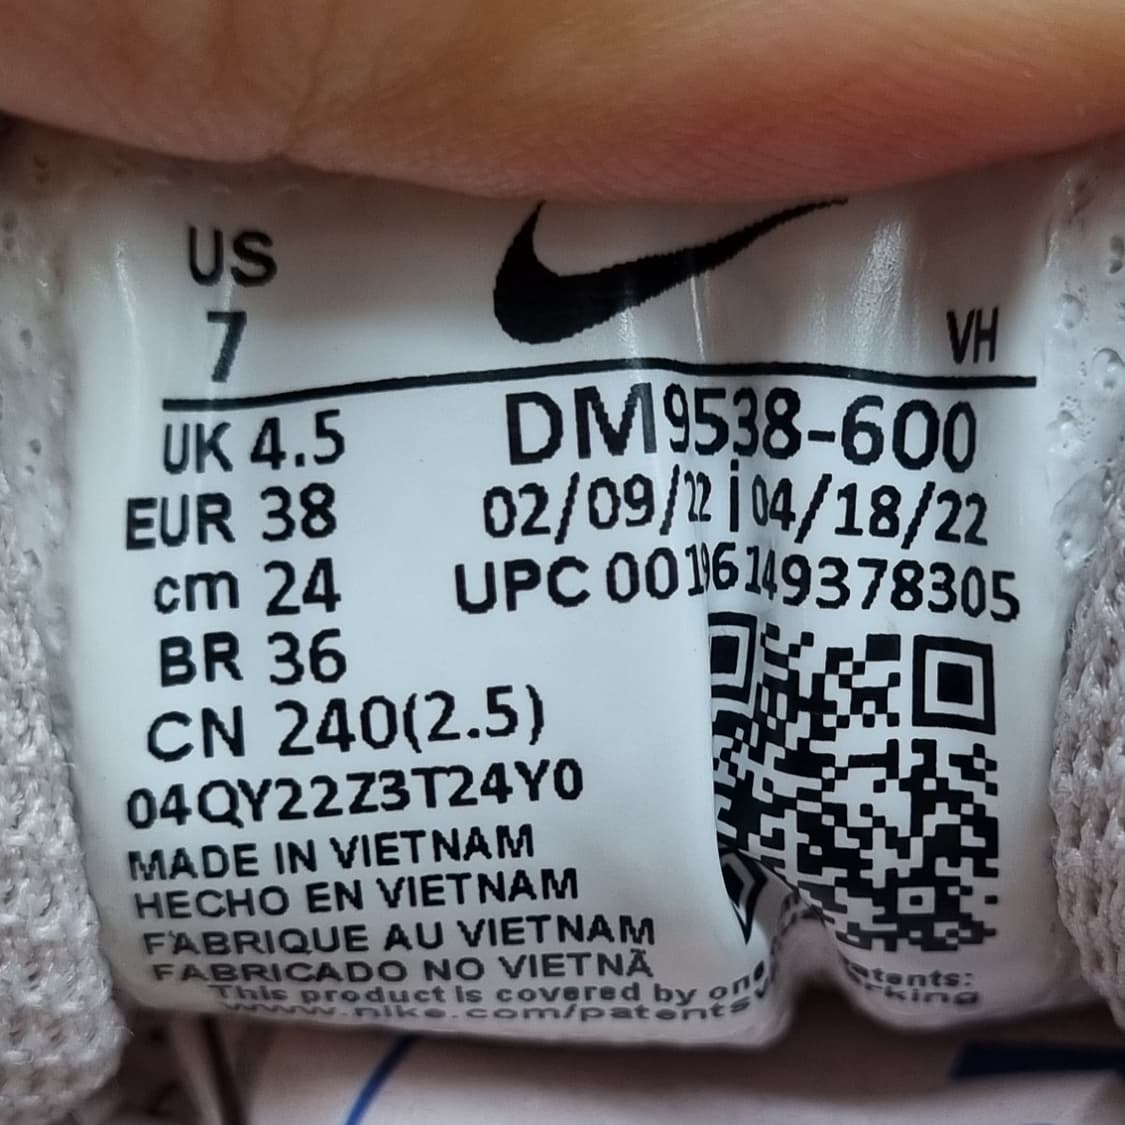 US
7
VH
UK 4.5
DM9538-600
EUR 38
02/09/22 | 04/18/22
cm 24
UPC 00196149378305
BR 36
CN 240(2.5)
04QY22Z3T24Y0
MADE IN VIETNAM
HECHO EN VIETNAM
FABRIQUE AU VIETNAM
FABRICADO NO VIETNÃ
This product is covered by
www.nike.com/patents